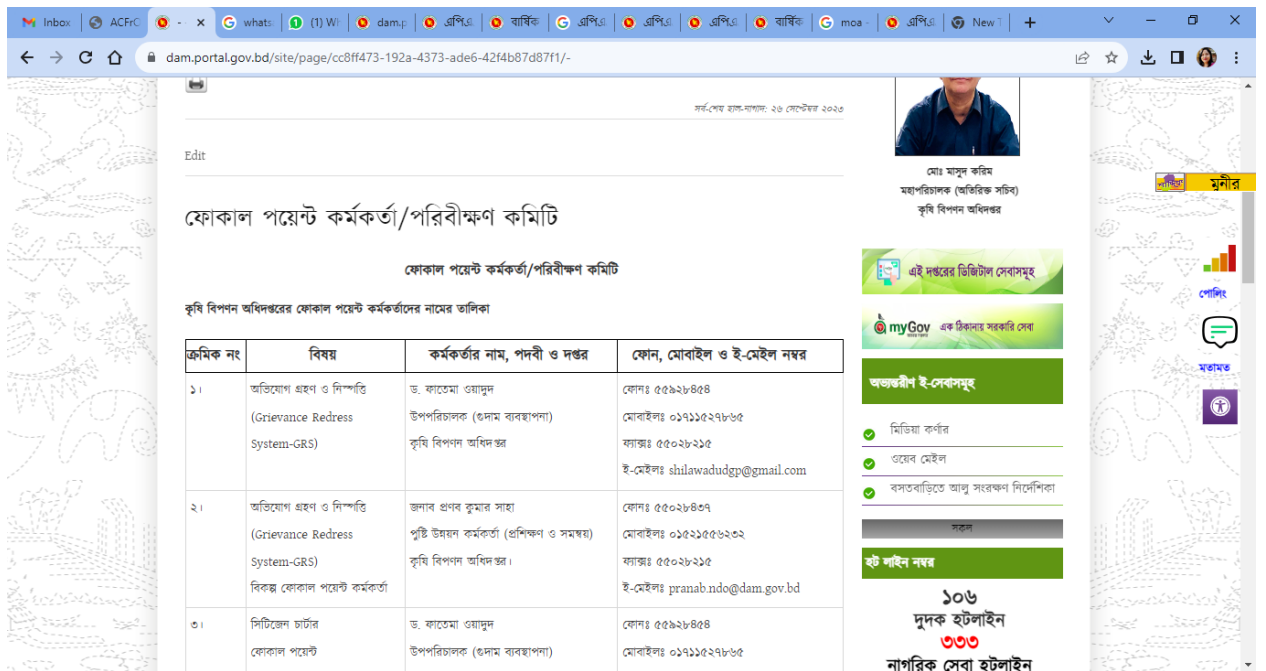 Inbox
ACFrC
-
whats
(1) Wh
dam.p
এপিএ
বার্ষিক
এপিএ
এপিএ
এপিএ
বার্ষিক
moa -
এপিএ
New T
dam.portal.gov.bd/site/page/cc8ff473-192a-4373-ade6-42f4b87d87f1/-
সর্ব-শেষ হাল-নাগাদ: ২৬ সেপ্টেম্বর ২০২৩
Edit
ফোকাল পয়েন্ট কর্মকর্তা/পরিবীক্ষণ কমিটি
ফোকাল পয়েন্ট কর্মকর্তা/পরিবীক্ষণ কমিটি
কৃষি বিপণন অধিদপ্তরের ফোকাল পয়েন্ট কর্মকর্তাদের নামের তালিকা
ক্রমিক নং বিষয় কর্মকর্তার নাম, পদবী ও দপ্তর ফোন, মোবাইল ও ই-মেইল নম্বর
১। অভিযোগ গ্রহণ ও নিস্পত্তি ড. ফাতেমা ওয়াদুদ ফোনঃ ৫৫৯২৮৪৫৪
(Grievance Redress উপপরিচালক (গুদাম ব্যবস্থাপনা) মোবাইলঃ ০১৭১১৫২৭৮৬৫
System-GRS) কৃষি বিপণন অধিদপ্তর ফ্যাক্সঃ ৫৫০২৮২১৫
ই-মেইলঃ shilawadudgp@gmail.com
২। অভিযোগ গ্রহণ ও নিস্পত্তি জনাব প্রণব কুমার সাহা ফোনঃ ৫৫০২৮৪৩৭
(Grievance Redress পুষ্টি উন্নয়ন কর্মকর্তা (প্রশিক্ষণ ও সমন্বয়) মোবাইলঃ ০১৫২১৫৫৬২৩২
System-GRS) কৃষি বিপণন অধিদপ্তর। ফ্যাক্সঃ ৫৫০২৮২১৫
বিকল্প ফোকাল পয়েন্ট কর্মকর্তা ই-মেইলঃ pranab.ndo@dam.gov.bd
৩। সিটিজেন চার্টার ড. ফাতেমা ওয়াদুদ ফোনঃ ৫৫৯২৮৪৫৪
ফোকাল পয়েন্ট উপপরিচালক (গুদাম ব্যবস্থাপনা) মোবাইলঃ ০১৭১১৫২৭৮৬৫
মোঃ মাসুদ করিম
মহাপরিচালক (অতিরিক্ত সচিব)
কৃষি বিপণন অধিদপ্তর
এই দপ্তরের ডিজিটাল সেবাসমূহ
myGov এক ঠিকানায় সরকারি সেবা
অভ্যন্তরীণ ই-সেবাসমূহ
মিডিয়া কর্ণার
ওয়েব মেইল
বসতবাড়িতে আলু সংরক্ষণ নির্দেশিকা
সকল
হট লাইন নম্বর
১০৬
দুদক হটলাইন
৩৩৩
নাগরিক সেবা হটলাইন
মুনীর
পোলিং
মতামত